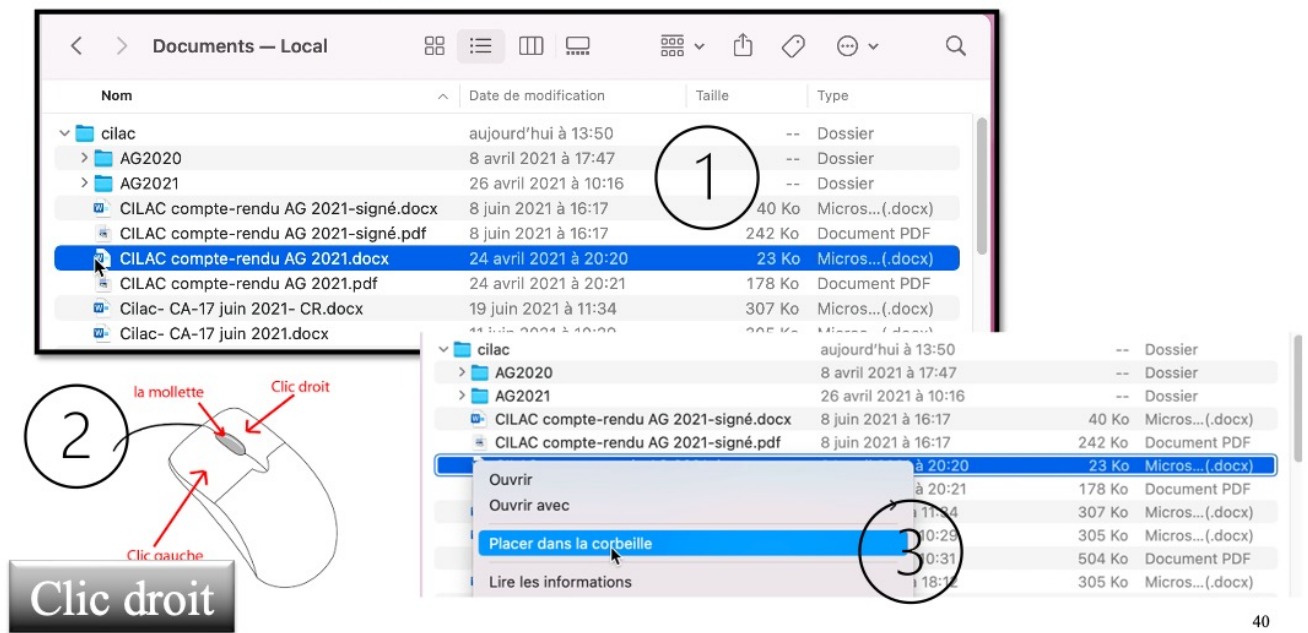 Documents — Local
Nom Date de modification Taille Type
cilac aujourd'hui à 13:50 -- Dossier
AG2020 8 avril 2021 à 17:47 -- Dossier
AG2021 26 avril 2021 à 10:16 -- Dossier
CILAC compte-rendu AG 2021-signé.docx 8 juin 2021 à 16:17 40 Ko Micros...(.docx)
CILAC compte-rendu AG 2021-signé.pdf 8 juin 2021 à 16:17 242 Ko Document PDF
CILAC compte-rendu AG 2021.docx 24 avril 2021 à 20:20 23 Ko Micros...(.docx)
CILAC compte-rendu AG 2021.pdf 24 avril 2021 à 20:21 178 Ko Document PDF
Cilac- CA-17 juin 2021- CR.docx 19 juin 2021 à 11:34 307 Ko Micros...(.docx)
Cilac- CA-17 juin 2021.docx
1
2
la mollette
Clic droit
Clic gauche
Clic droit
cilac aujourd'hui à 13:50 -- Dossier
AG2020 8 avril 2021 à 17:47 -- Dossier
AG2021 26 avril 2021 à 10:16 -- Dossier
CILAC compte-rendu AG 2021-signé.docx 8 juin 2021 à 16:17 40 Ko Micros...(.docx)
CILAC compte-rendu AG 2021-signé.pdf 8 juin 2021 à 16:17 242 Ko Document PDF
à 20:20 23 Ko Micros...(.docx)
à 20:21 178 Ko Document PDF
11:34 307 Ko Micros...(.docx)
10:29 305 Ko Micros...(.docx)
10:31 504 Ko Document PDF
18:12 305 Ko Micros...(.docx)
Ouvrir
Ouvrir avec
Placer dans la corbeille
Lire les informations
3
40